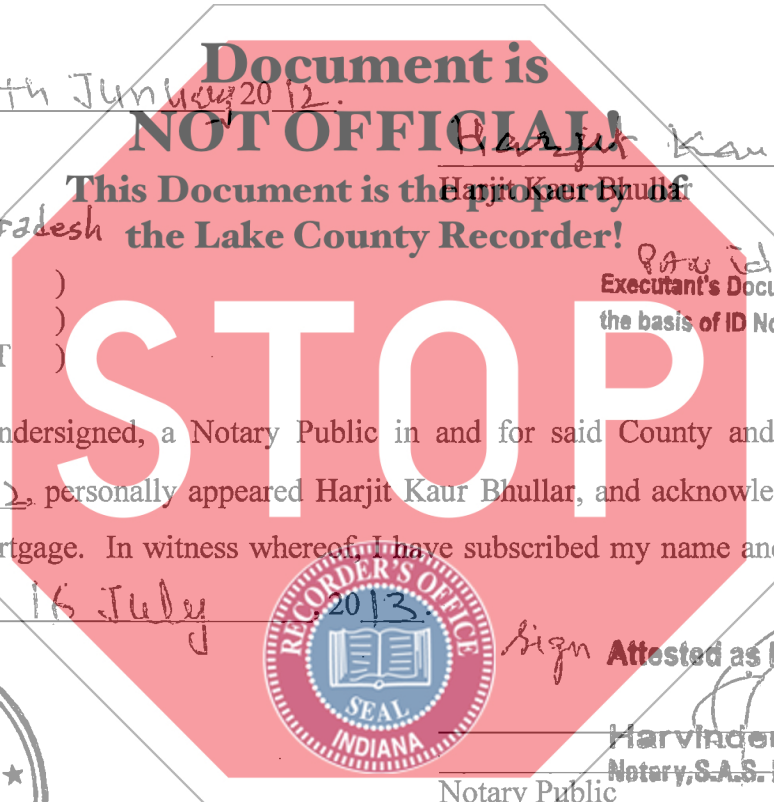 Document is
th January 2012.
NOT OFFICIAL!
Harjit Kau
This Document is the property of
Harjit Kaur Bhullar
radesh
the Lake County Recorder!
)
Executant's Docu
)
the basis of ID No
T )
STOP
ndersigned, a Notary Public in and for said County and
2, personally appeared Harjit Kaur Bhullar, and acknowle
rtgage. In witness whereof, I have subscribed my name and
16 July, 2013.
RECORDER'S OFFICE
SEAL
INDIANA
Sign Attested as
Harvinder
Notary, S.A.S.
Notary Public